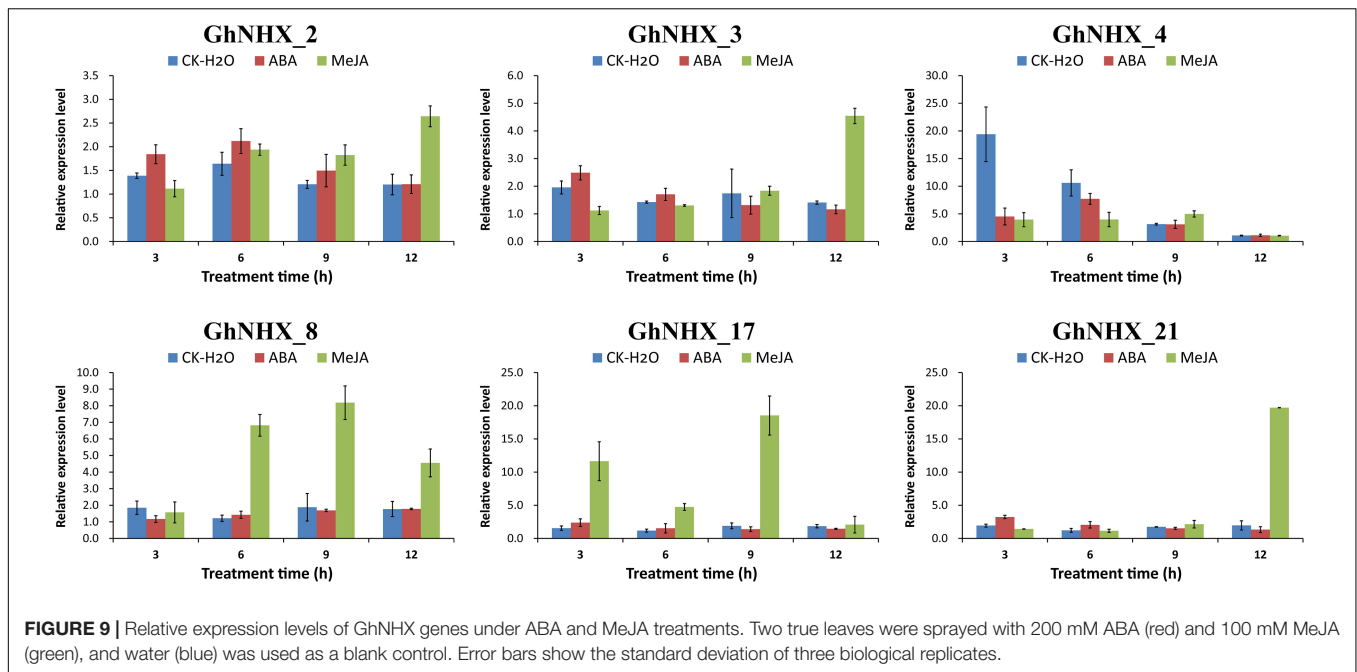 GhNHX_2
CK-H2O ABA MeJA
Relative expression level
3.5
3.0
2.5
2.0
1.5
1.0
0.5
0.0
3 6 9 12
Treatment time (h)
GhNHX_3
CK-H2O ABA MeJA
Relative expression level
6.0
5.0
4.0
3.0
2.0
1.0
0.0
3 6 9 12
Treatment time (h)
GhNHX_4
CK-H2O ABA MeJA
Relative expression level
30.0
25.0
20.0
15.0
10.0
5.0
0.0
3 6 9 12
Treatment time (h)
GhNHX_8
CK-H2O ABA MeJA
Relative expression level
10.0
9.0
8.0
7.0
6.0
5.0
4.0
3.0
2.0
1.0
0.0
3 6 9 12
Treatment time (h)
GhNHX_17
CK-H2O ABA MeJA
Relative expression level
25.0
20.0
15.0
10.0
5.0
0.0
3 6 9 12
Treatment time (h)
GhNHX_21
CK-H2O ABA MeJA
Relative expression level
25.0
20.0
15.0
10.0
5.0
0.0
3 6 9 12
Treatment time (h)
FIGURE 9 | Relative expression levels of GhNHX genes under ABA and MeJA treatments. Two true leaves were sprayed with 200 mM ABA (red) and 100 mM MeJA
(green), and water (blue) was used as a blank control. Error bars show the standard deviation of three biological replicates.